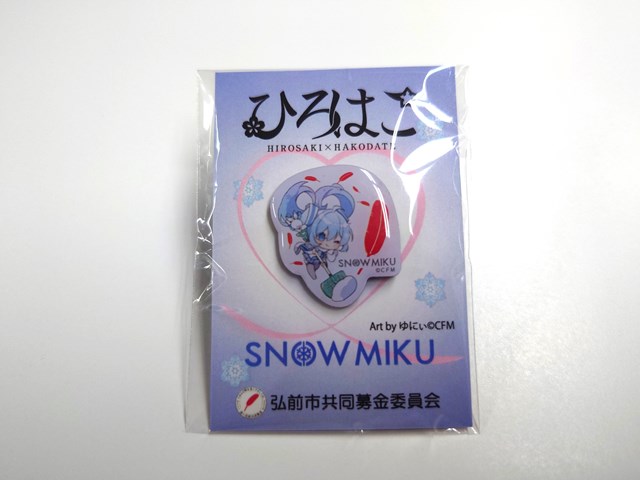 ひろはこ
HIROSAKI×HAKODATE
SNOW MIKU
©CFM
Art by ゆにぃ©CFM
SNOW MIKU
弘前市共同募金委員会